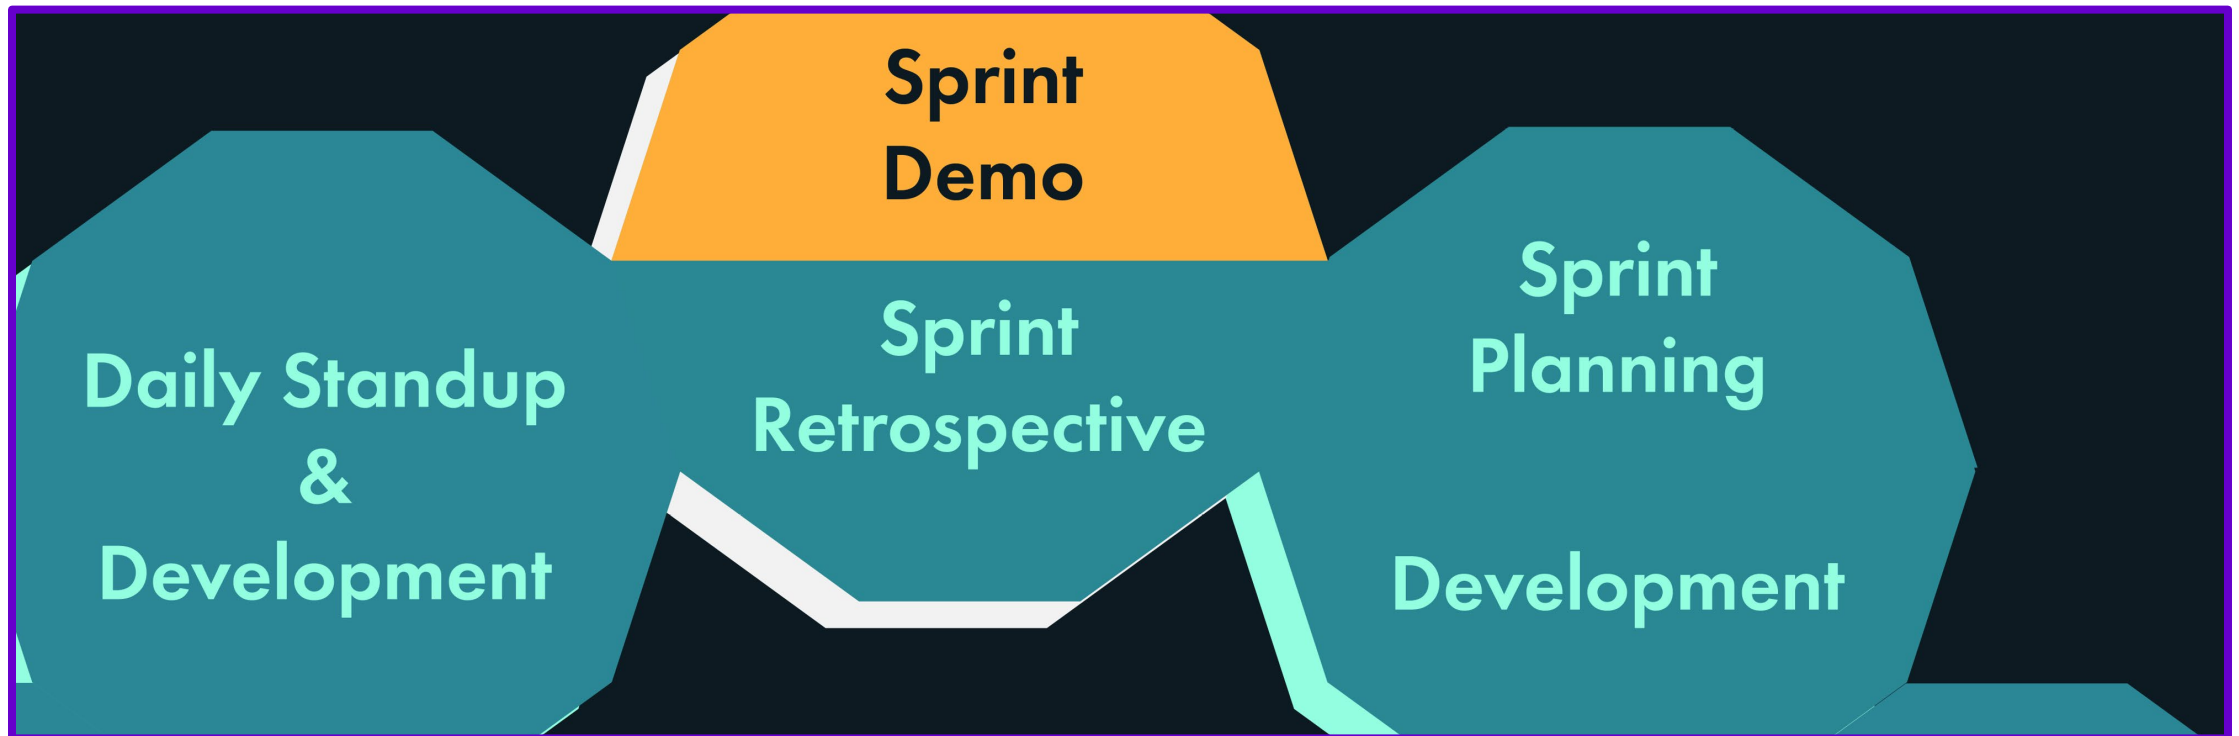 Daily Standup
&
Development
Sprint
Demo
Sprint
Retrospective
Sprint
Planning
Development